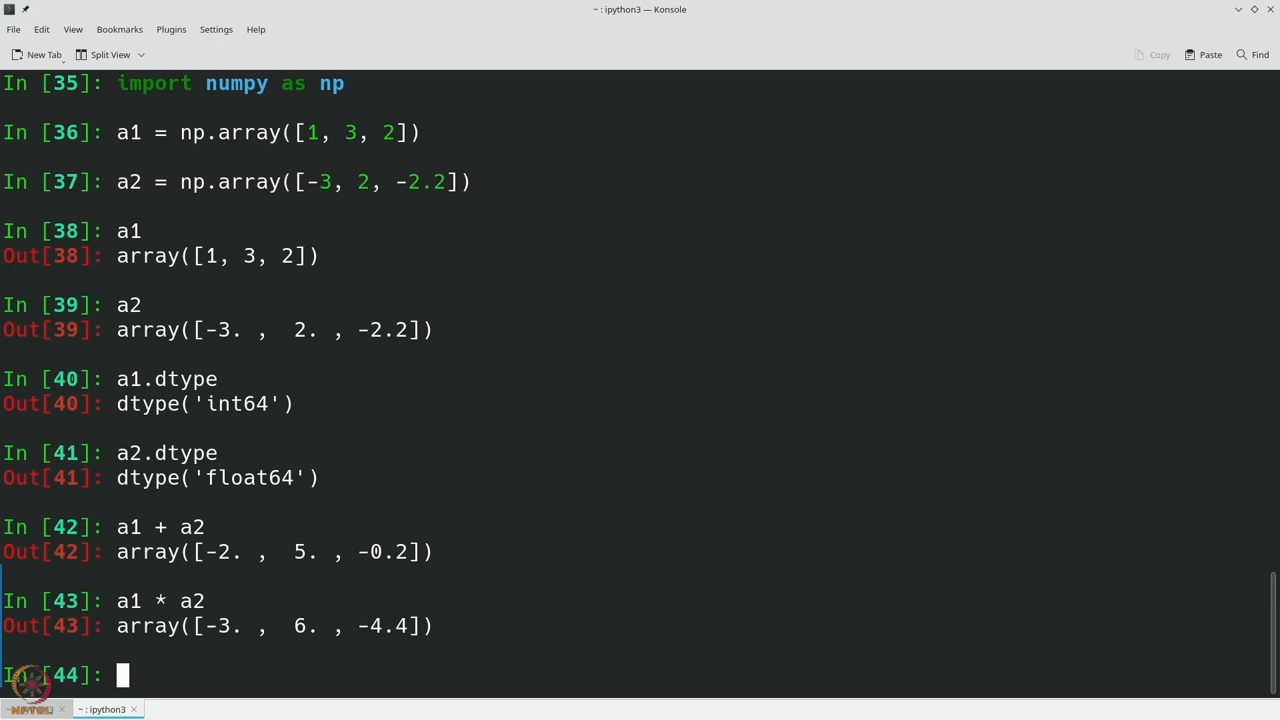 ~ : ipython3 — Konsole
File Edit View Bookmarks Plugins Settings Help
New Tab Split View Copy Paste Find
In [35]: import numpy as np
In [36]: a1 = np.array([1, 3, 2])
In [37]: a2 = np.array([-3, 2, -2.2])
In [38]: a1
Out[38]: array([1, 3, 2])
In [39]: a2
Out[39]: array([-3. ,  2. , -2.2])
In [40]: a1.dtype
Out[40]: dtype('int64')
In [41]: a2.dtype
Out[41]: dtype('float64')
In [42]: a1 + a2
Out[42]: array([-2. ,  5. , -0.2])
In [43]: a1 * a2
Out[43]: array([-3. ,  6. , -4.4])
In [44]:
NPTEL
~ : ipython3